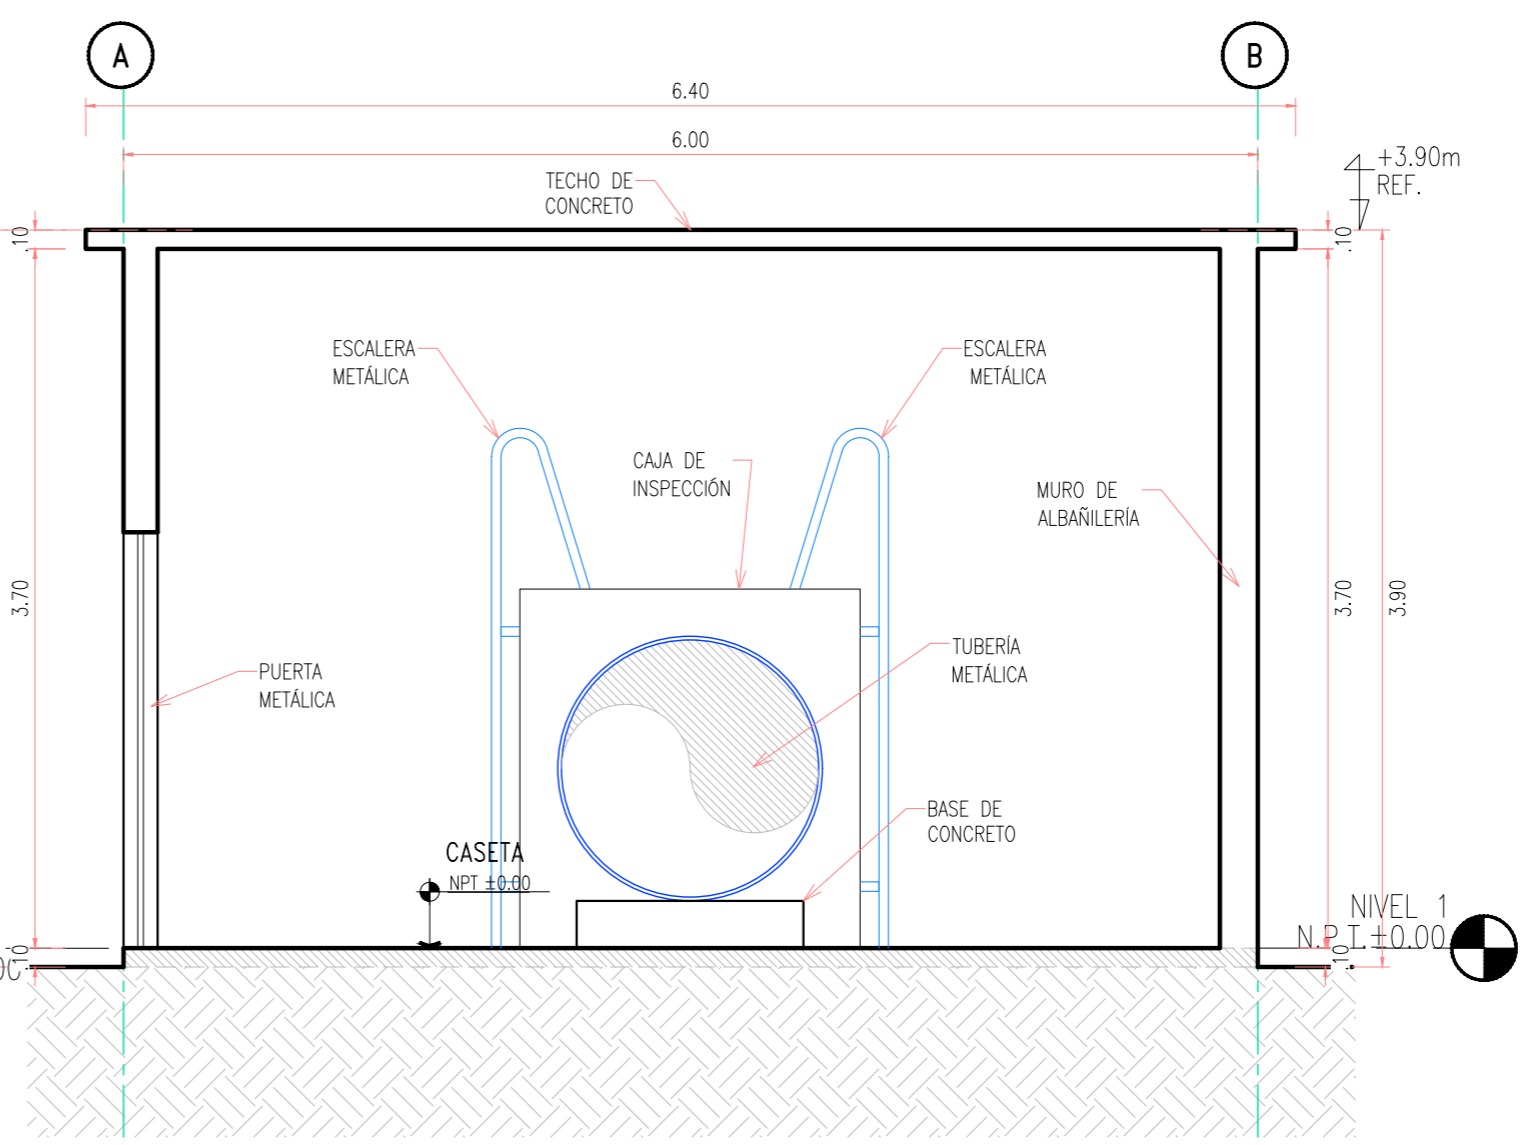 A
B
6.40
6.00
+3.90m
REF.
TECHO DE
CONCRETO
.10
.10
ESCALERA
METÁLICA
ESCALERA
METÁLICA
CAJA DE
INSPECCIÓN
MURO DE
ALBAÑILERÍA
3.70
3.70
3.90
TUBERÍA
METÁLICA
PUERTA
METÁLICA
BASE DE
CONCRETO
CASETA
NPT ±0.00
NIVEL 1
N.P.T.±0.00
.10
.10